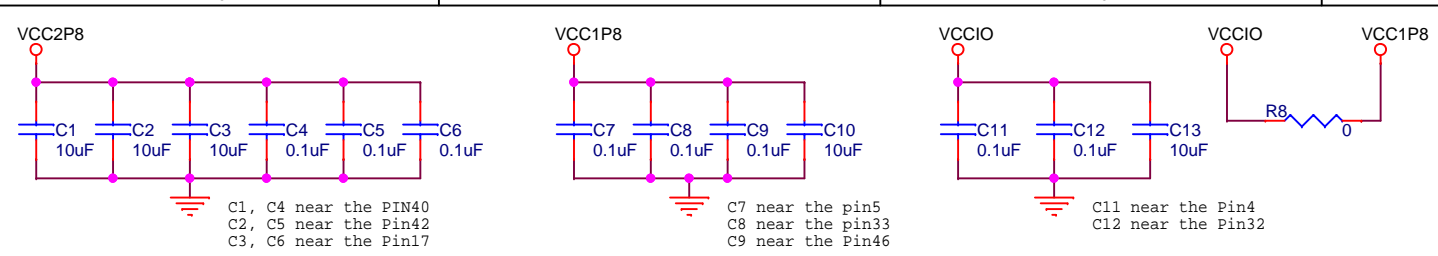 VCC2P8
VCC1P8
VCCIO
VCCIO
VCC1P8
R8
0
C1
C2
C3
C4
C5
C6
10uF
10uF
10uF
0.1uF
0.1uF
0.1uF
C7
C8
C9
C10
0.1uF
0.1uF
0.1uF
10uF
C11
C12
C13
0.1uF
0.1uF
10uF
C1, C4 near the PIN40
C2, C5 near the Pin42
C3, C6 near the Pin17
C7 near the pin5
C8 near the pin33
C9 near the Pin46
C11 near the Pin4
C12 near the Pin32